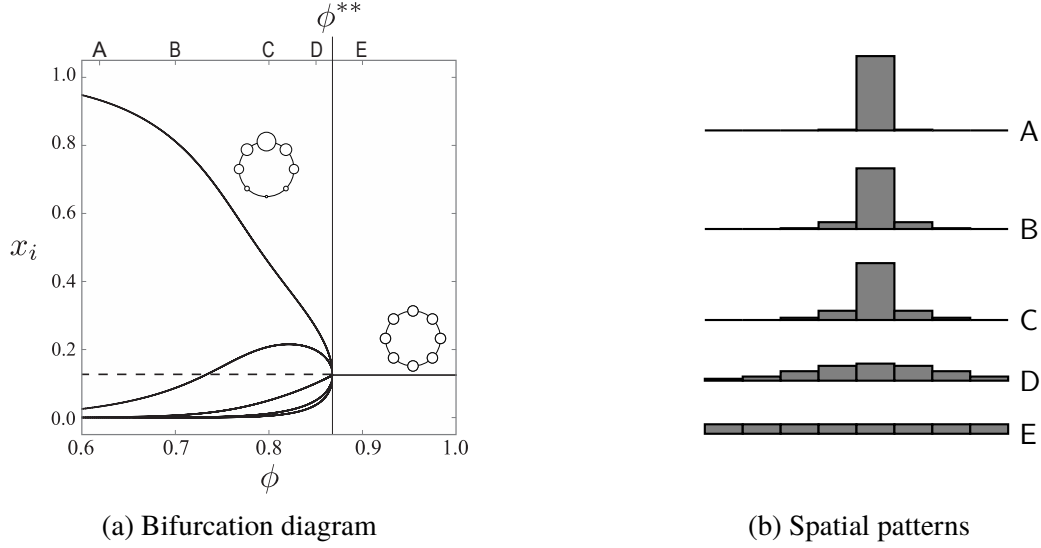 ϕ**
A B C D E
1.0
0.8
0.6
x_i
0.4
0.2
0.0
0.6 0.7 0.8 0.9 1.0
ϕ
(a) Bifurcation diagram
A
B
C
D
E
(b) Spatial patterns